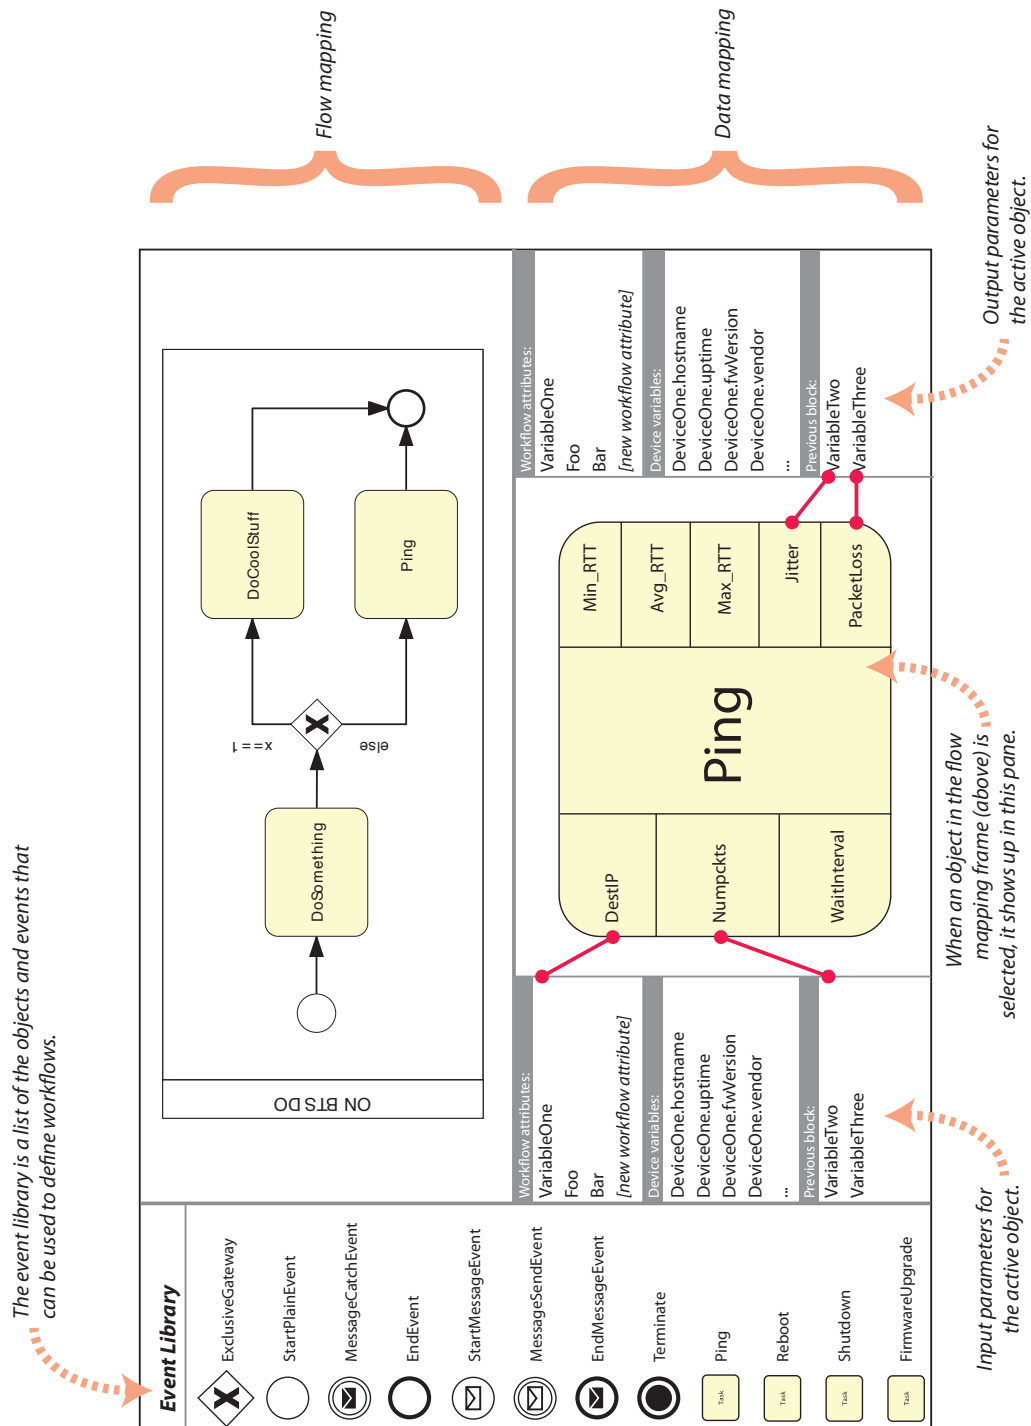 The event library is a list of the objects and events that
can be used to define workflows.
Event Library
ExclusiveGateway
StartPlainEvent
MessageCatchEvent
EndEvent
StartMessageEvent
MessageSendEvent
EndMessageEvent
Terminate
Task
Ping
Task
Reboot
Task
Shutdown
Task
FirmwareUpgrade
ON BTS DO
DoSomething
X
x==1
else
DoCoolStuff
Ping
Flow mapping
Workflow attributes:
VariableOne
Foo
Bar
[new workflow attribute]
Device variables:
DeviceOne.hostname
DeviceOne.uptime
DeviceOne.fwVersion
DeviceOne.vendor
...
Previous block:
VariableTwo
VariableThree
DestIP
Numpckts
WaitInterval
Ping
Min_RTT
Avg_RTT
Max_RTT
Jitter
PacketLoss
Workflow attributes:
VariableOne
Foo
Bar
[new workflow attribute]
Device variables:
DeviceOne.hostname
DeviceOne.uptime
DeviceOne.fwVersion
DeviceOne.vendor
...
Previous block:
VariableTwo
VariableThree
Data mapping
Input parameters for
the active object.
When an object in the flow
mapping frame (above) is
selected, it shows up in this pane.
Output parameters for
the active object.